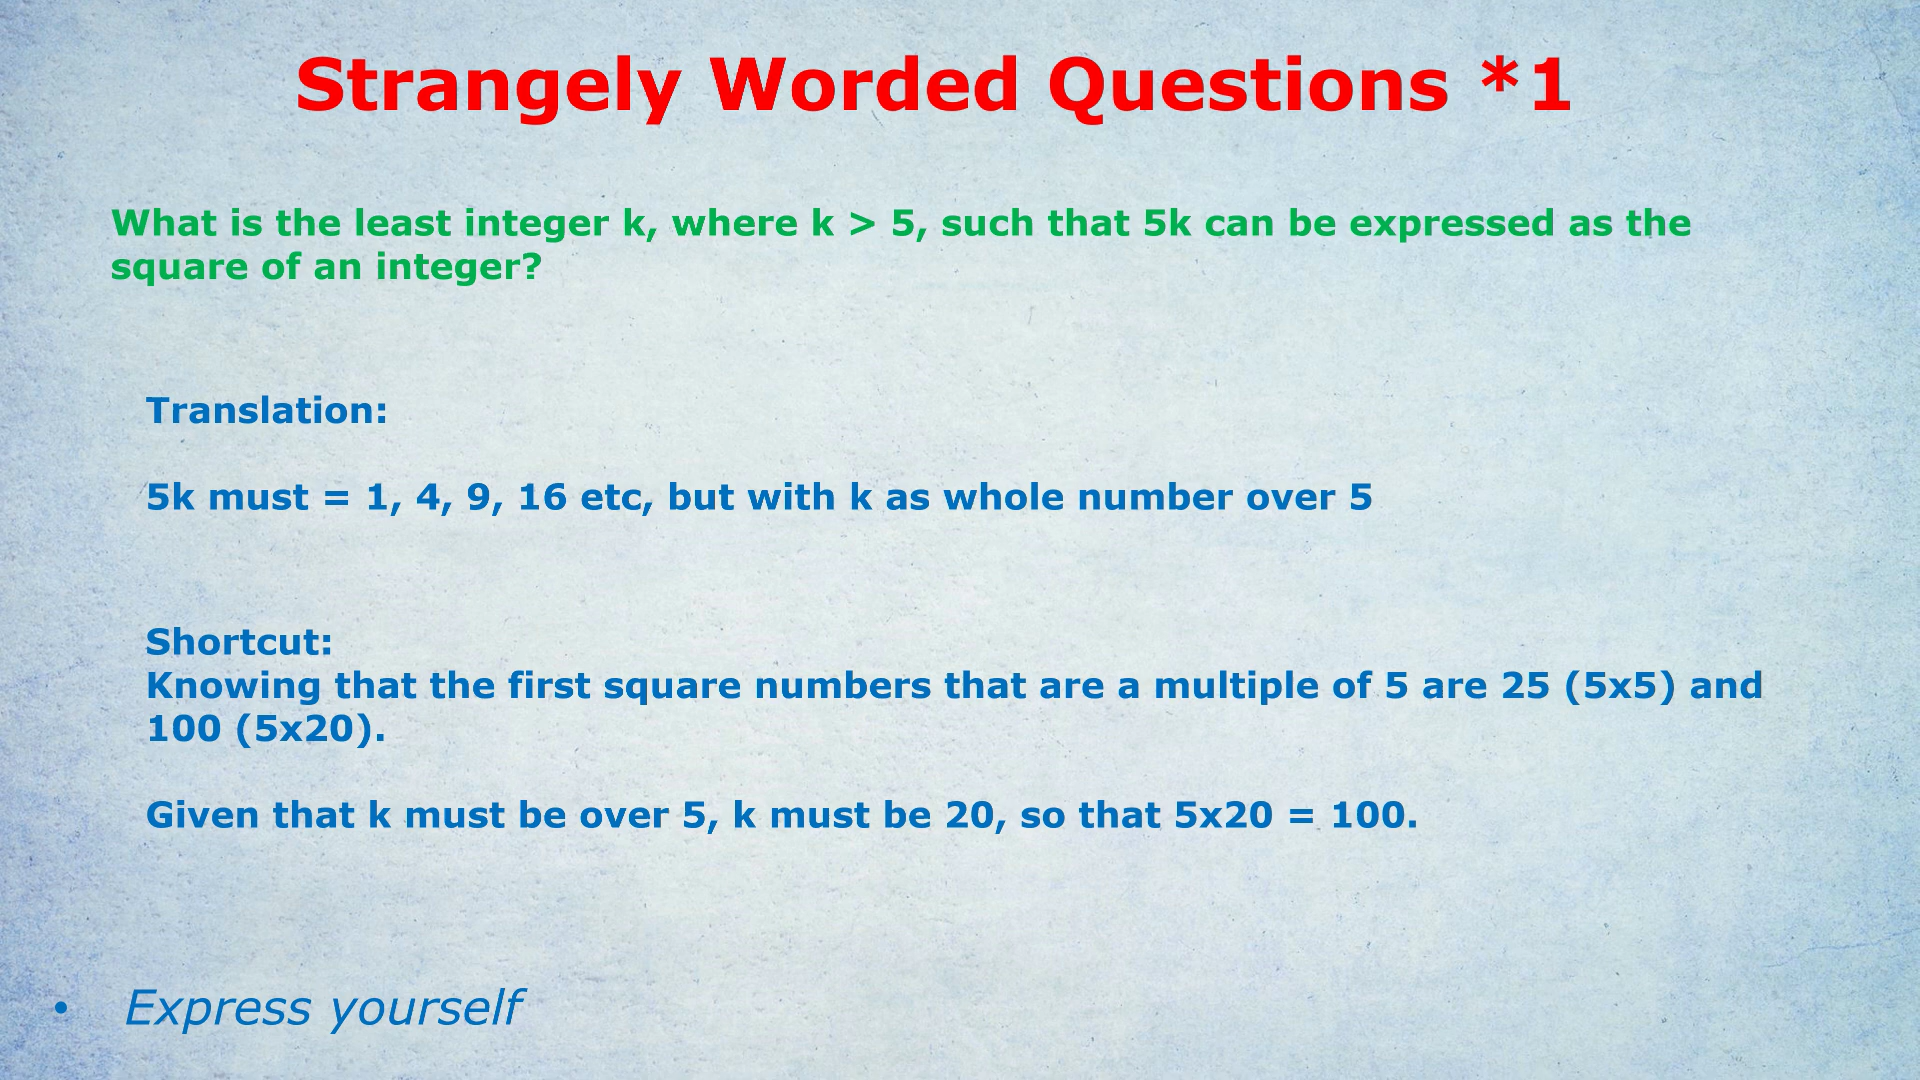 Strangely Worded Questions *1
What is the least integer k, where k > 5, such that 5k can be expressed as the
square of an integer?
Translation:
5k must = 1, 4, 9, 16 etc, but with k as whole number over 5
Shortcut:
Knowing that the first square numbers that are a multiple of 5 are 25 (5x5) and
100 (5x20).
Given that k must be over 5, k must be 20, so that 5x20 = 100.
• Express yourself